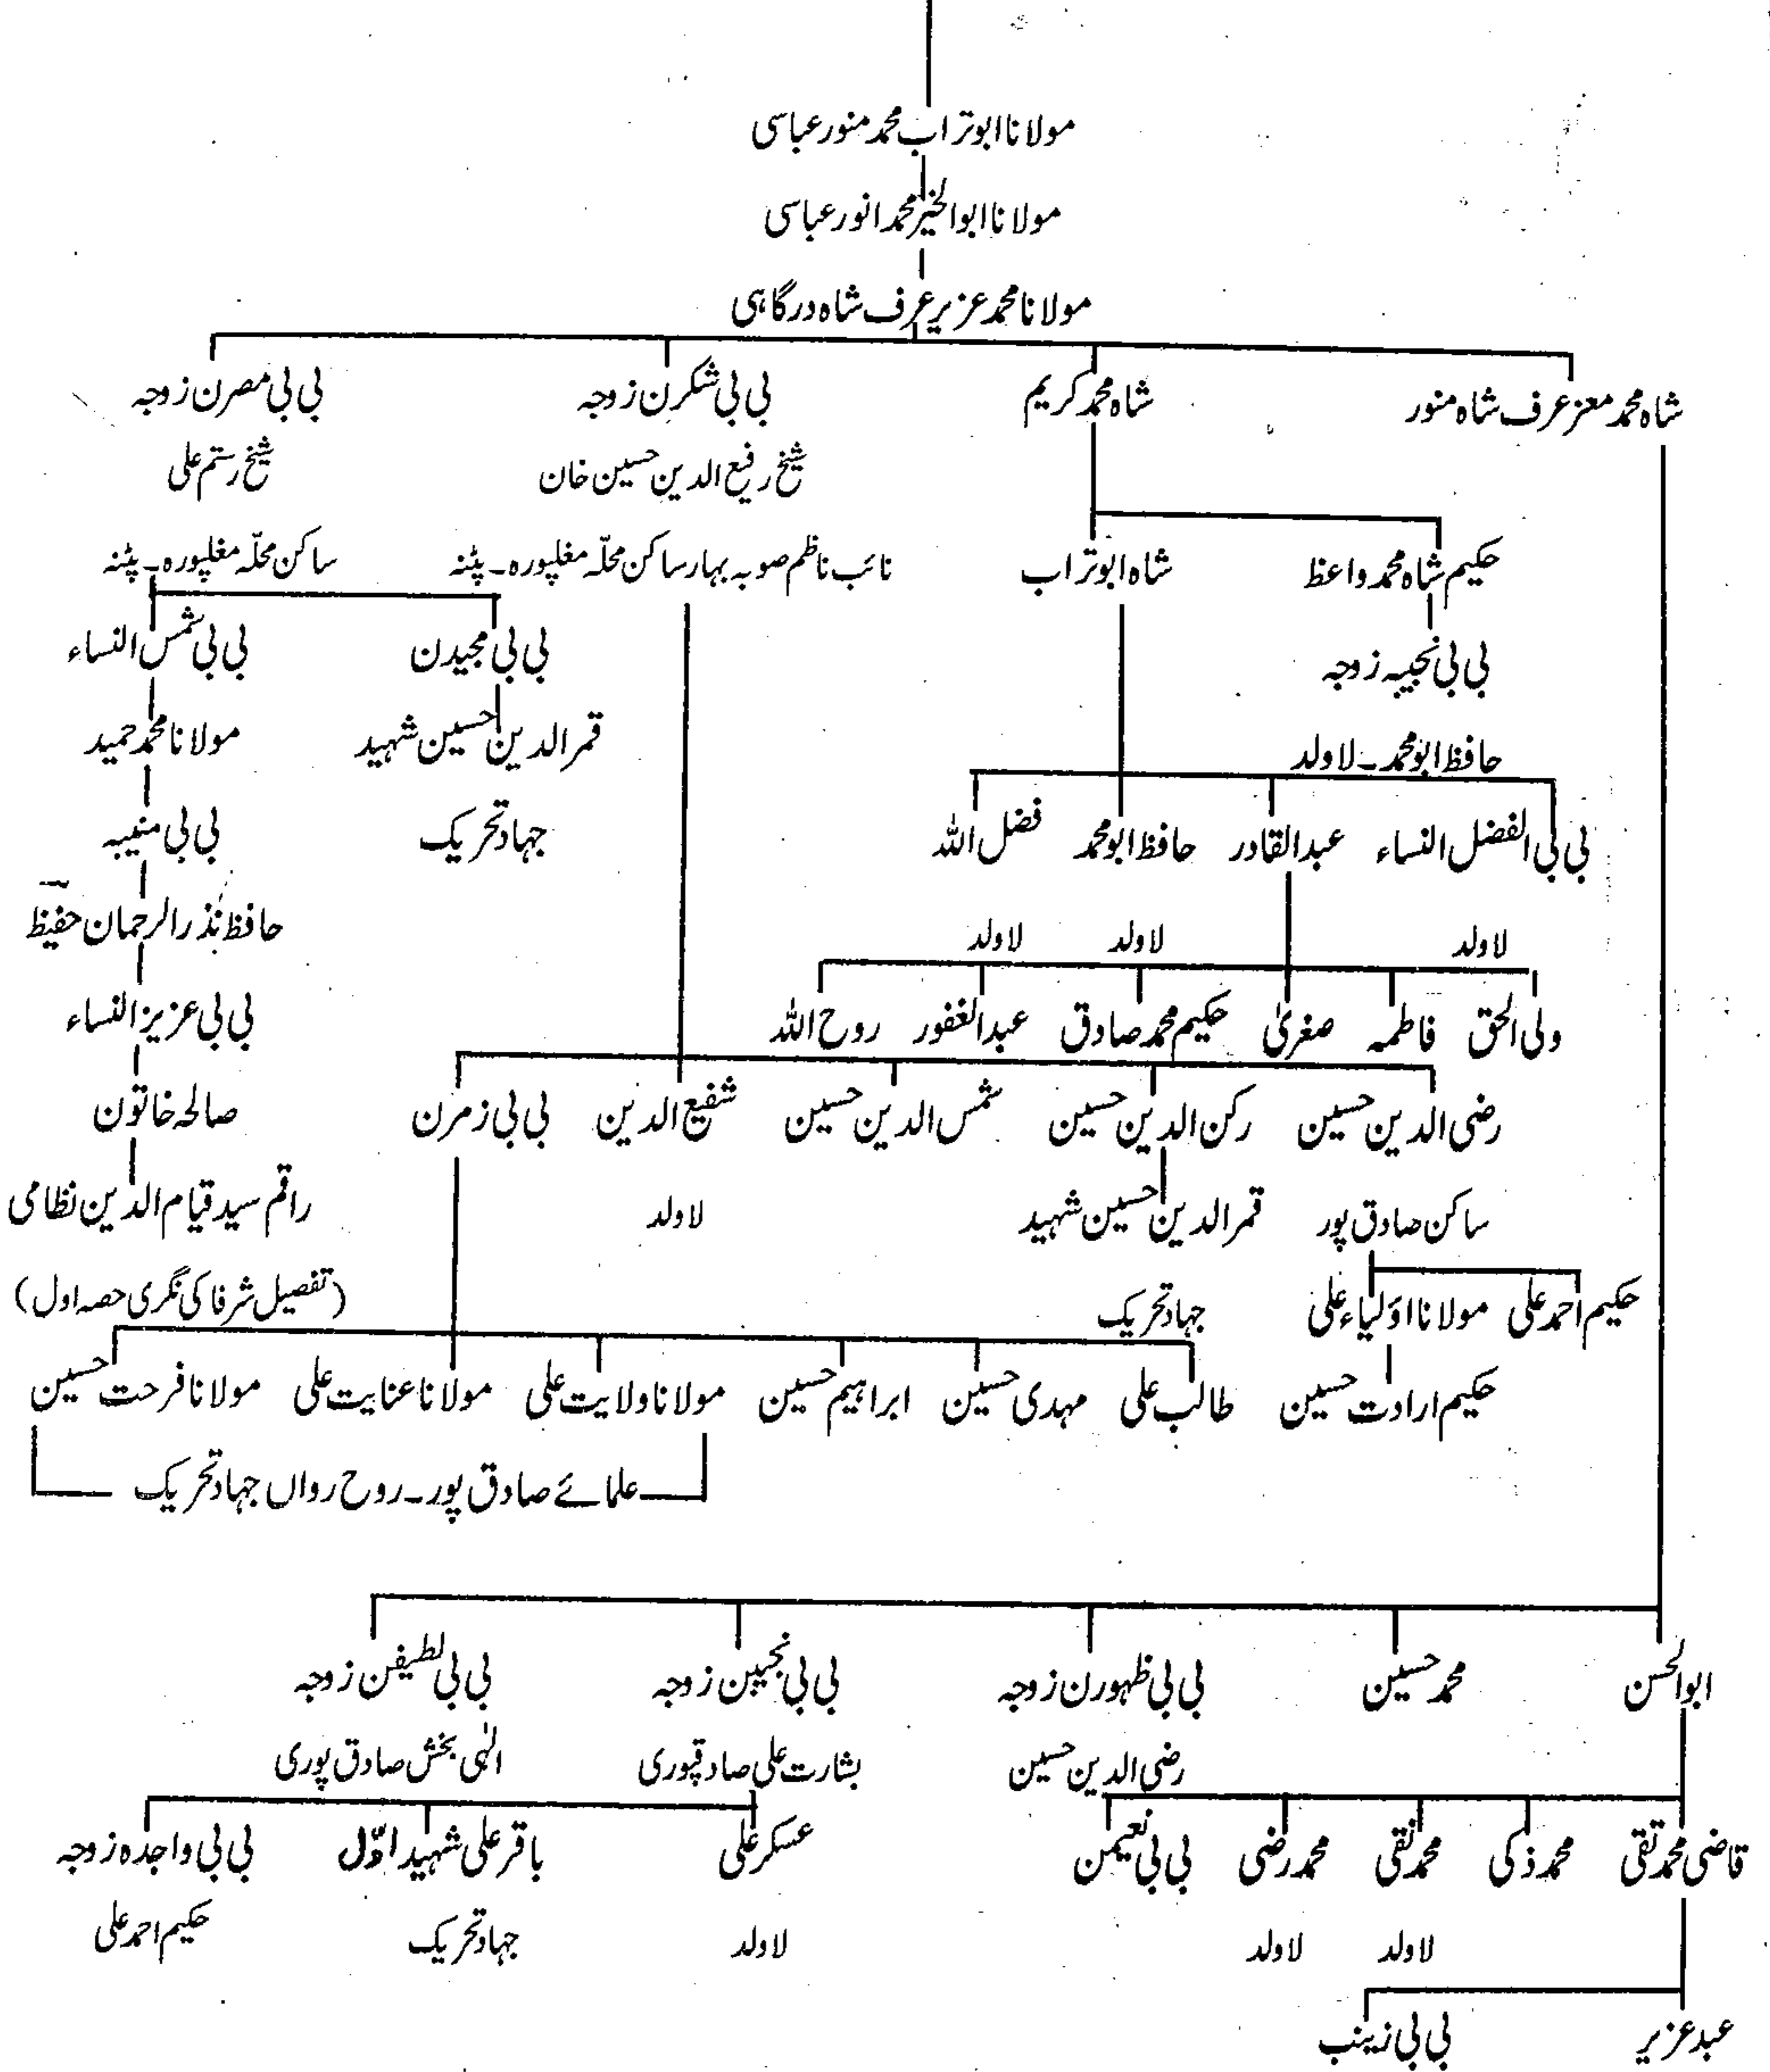 مولانا ابوتراب محمد منور عباسی
مولانا ابوالخیر محمد انور عباسی
مولانا محمد عزیر عرف شاہ درگاہی
شاہ محمد معز عرف شاہ منور
شاہ محمد کریم
بی بی شکرن زوجہ
بی بی مصرن زوجہ
شیخ رفیع الدین حسین خان
شیخ رستم علی
حکیم شاہ محمد واعظ
شاہ ابوتراب
نائب ناظم صوبہ بہار ساکن محلّہ مغلپورہ۔ پٹنہ
ساکن محلّہ مغلپورہ۔ پٹنہ
بی بی نجیبہ زوجہ
بی بی مجیدن
بی بی شمس النساء
حافظ ابو محمد۔ لاولد
قمر الدین حسین شہید
مولانا محمد حمید
بی بی الفضل النساء
عبدالقادر
حافظ ابو محمد
فضل اللہ
جہاد تحریک
بی بی منیبہ
لاولد
لاولد
لاولد
حافظ نذر الرحمان حفیظ
ولی الحق
فاطمہ
صغریٰ
حکیم محمد صادق
عبدالغفور
روح اللہ
بی بی عزیز النساء
رضی الدین حسین
رکن الدین حسین
شمس الدین حسین
شفیع الدین
بی بی زمرن
صالحہ خاتون
ساکن صادق پور
قمر الدین حسین شہید
لاولد
راقم سید قیام الدین نظامی
حکیم احمد علی
مولانا اولیاء علی
جہاد تحریک
(تفصیل شرفا کی نگری حصہ اول)
حکیم ارادت حسین
طالب علی
مہدی حسین
ابراہیم حسین
مولانا ولایت علی
مولانا عنایت علی
مولانا فرحت حسین
علمائے صادق پور۔ روح رواں جہاد تحریک
ابوالحسن
محمد حسین
بی بی ظہورن زوجہ
بی بی نجیبن زوجہ
بی بی لطیفن زوجہ
رضی الدین حسین
بشارت علی صادقپوری
الٰہی بخش صادق پوری
قاضی محمد تقی
محمد ذکی
محمد نقی
محمد رضی
بی بی نعیمن
عسکر علی
باقر علی شہید اوّل
بی بی واجدہ زوجہ
لاولد
لاولد
لاولد
جہاد تحریک
حکیم احمد علی
عبد عزیر
بی بی زینب